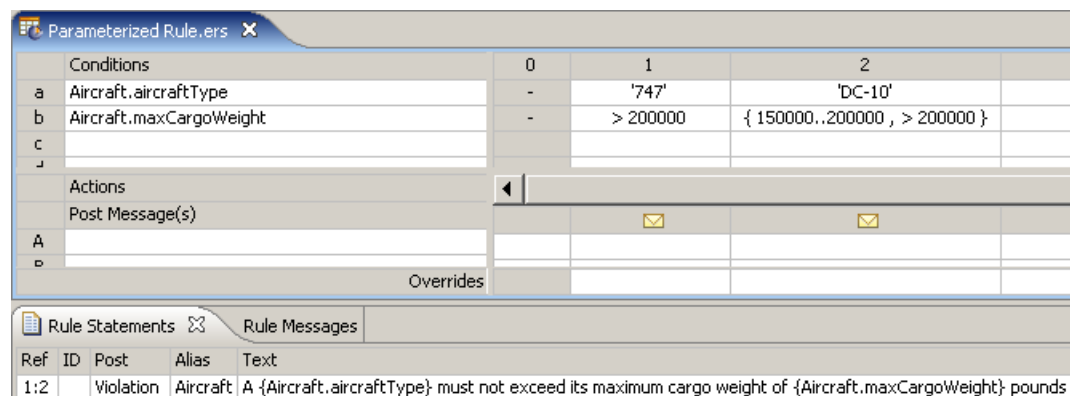 Parameterized Rule.ers
Conditions 0 1 2
a Aircraft.aircraftType - '747' 'DC-10'
b Aircraft.maxCargoWeight - > 200000 { 150000..200000 , > 200000 }
c
Actions
Post Message(s)
A
Overrides
Rule Statements Rule Messages
Ref ID Post Alias Text
1:2 Violation Aircraft A {Aircraft.aircraftType} must not exceed its maximum cargo weight of {Aircraft.maxCargoWeight} pounds